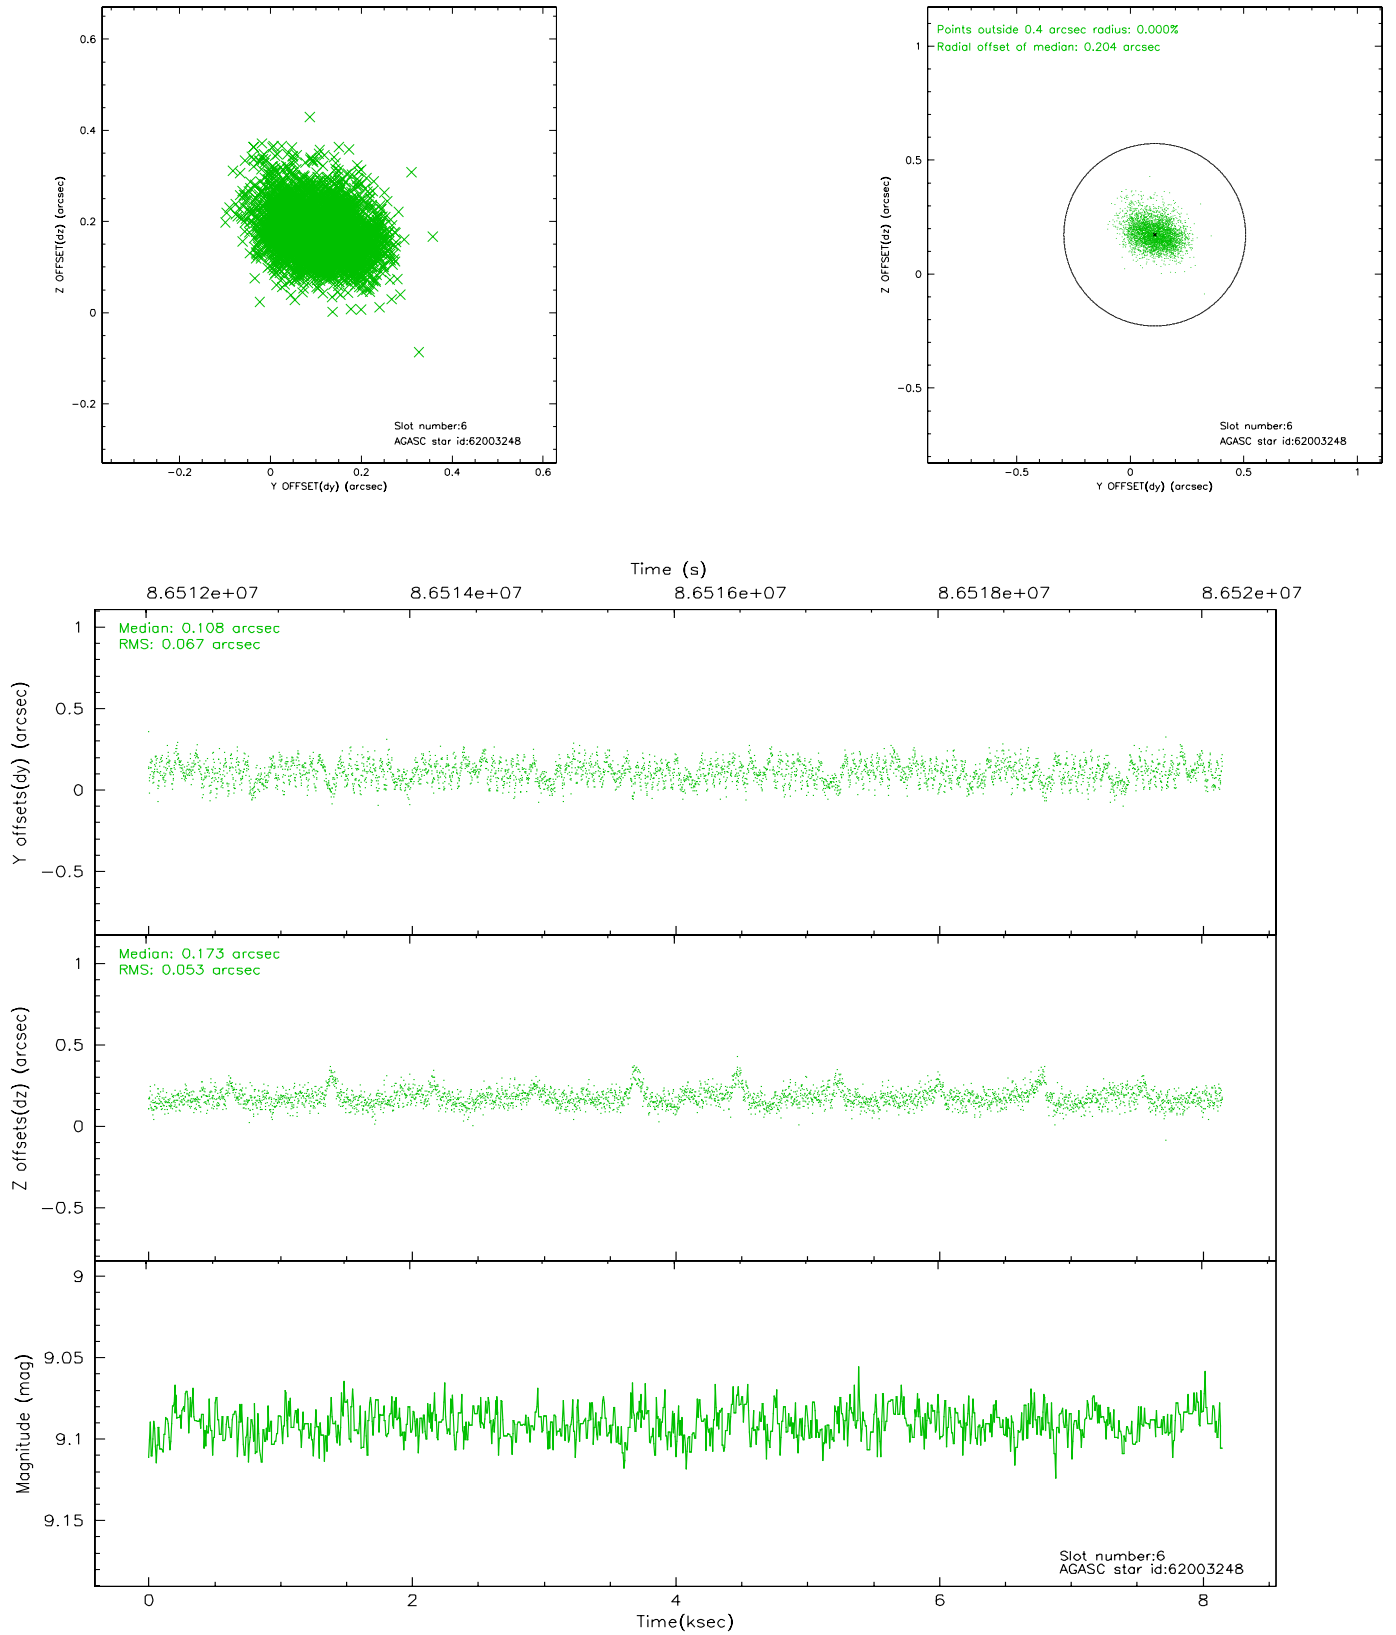 0.6
0.4
0.2
0
−0.2
Z OFFSET(dz) (arcsec)
Slot number:6
AGASC star id:62003248
−0.2 0 0.2 0.4 0.6
Y OFFSET(dy) (arcsec)
Points outside 0.4 arcsec radius: 0.000%
Radial offset of median: 0.204 arcsec
1
0.5
0
−0.5
Z OFFSET(dz) (arcsec)
Slot number:6
AGASC star id:62003248
−0.5 0 0.5 1
Y OFFSET(dy) (arcsec)
Time (s)
8.6512e+07 8.6514e+07 8.6516e+07 8.6518e+07 8.652e+07
Median: 0.108 arcsec
RMS: 0.067 arcsec
1
0.5
0
−0.5
Y offsets(dy) (arcsec)
Median: 0.173 arcsec
RMS: 0.053 arcsec
1
0.5
0
−0.5
Z offsets(dz) (arcsec)
9
9.05
9.1
9.15
Magnitude (mag)
Slot number:6
AGASC star id:62003248
0 2 4 6 8
Time(ksec)